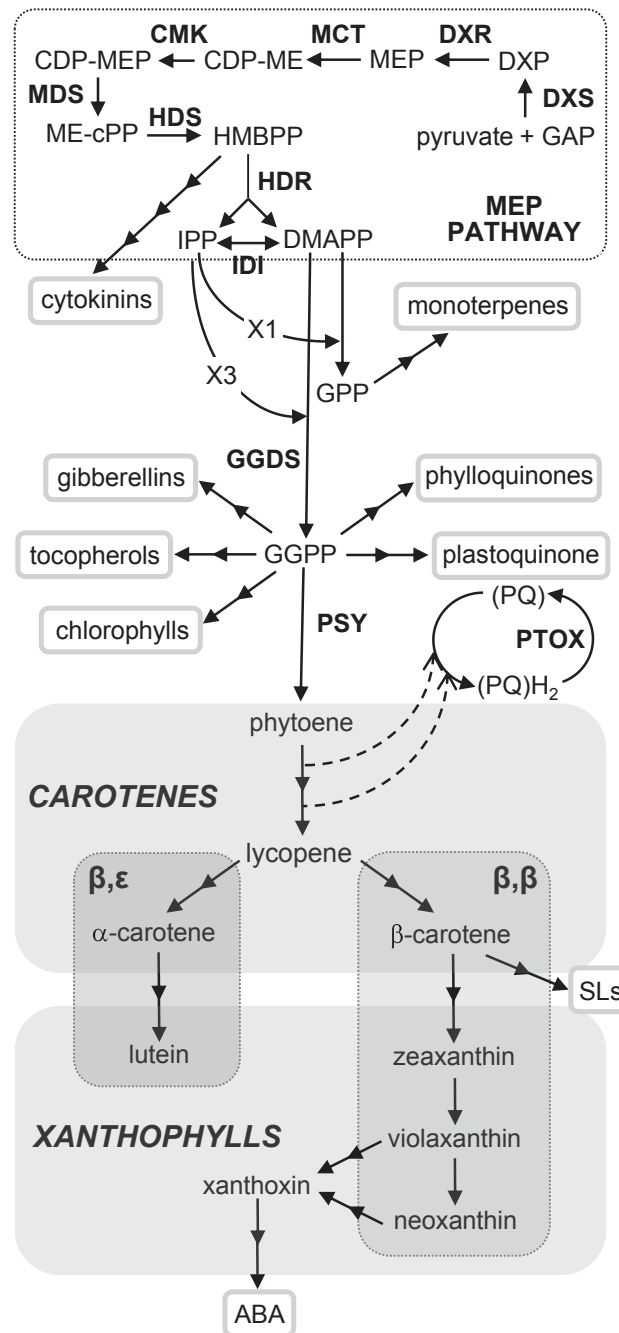 CMK MCT DXR
CDP-MEP CDP-ME MEP DXP
MDS HDS DXS
ME-cPP HMBPP pyruvate + GAP
HDR
MEP
PATHWAY
IPP DMAPP
IDI
cytokinins
monoterpenes
X1
X3
GPP
GGDS
gibberellins phylloquinones
tocopherols GGPP plastoquinone
chlorophylls
PSY
(PQ)
PTOX
(PQ)H₂
phytoene
CAROTENES
lycopene
β,ε β,β
α-carotene β-carotene
SLs
lutein zeaxanthin
XANTHOPHYLLS
violaxanthin
xanthoxin
neoxanthin
ABA